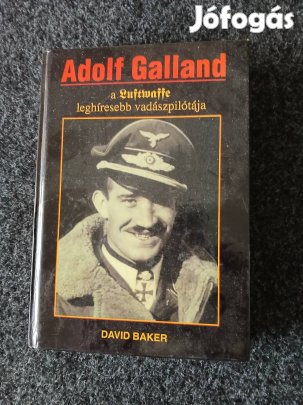 Jófogás
Adolf Galland
a Luftwaffe
leghíresebb vadászpilótája
DAVID BAKER